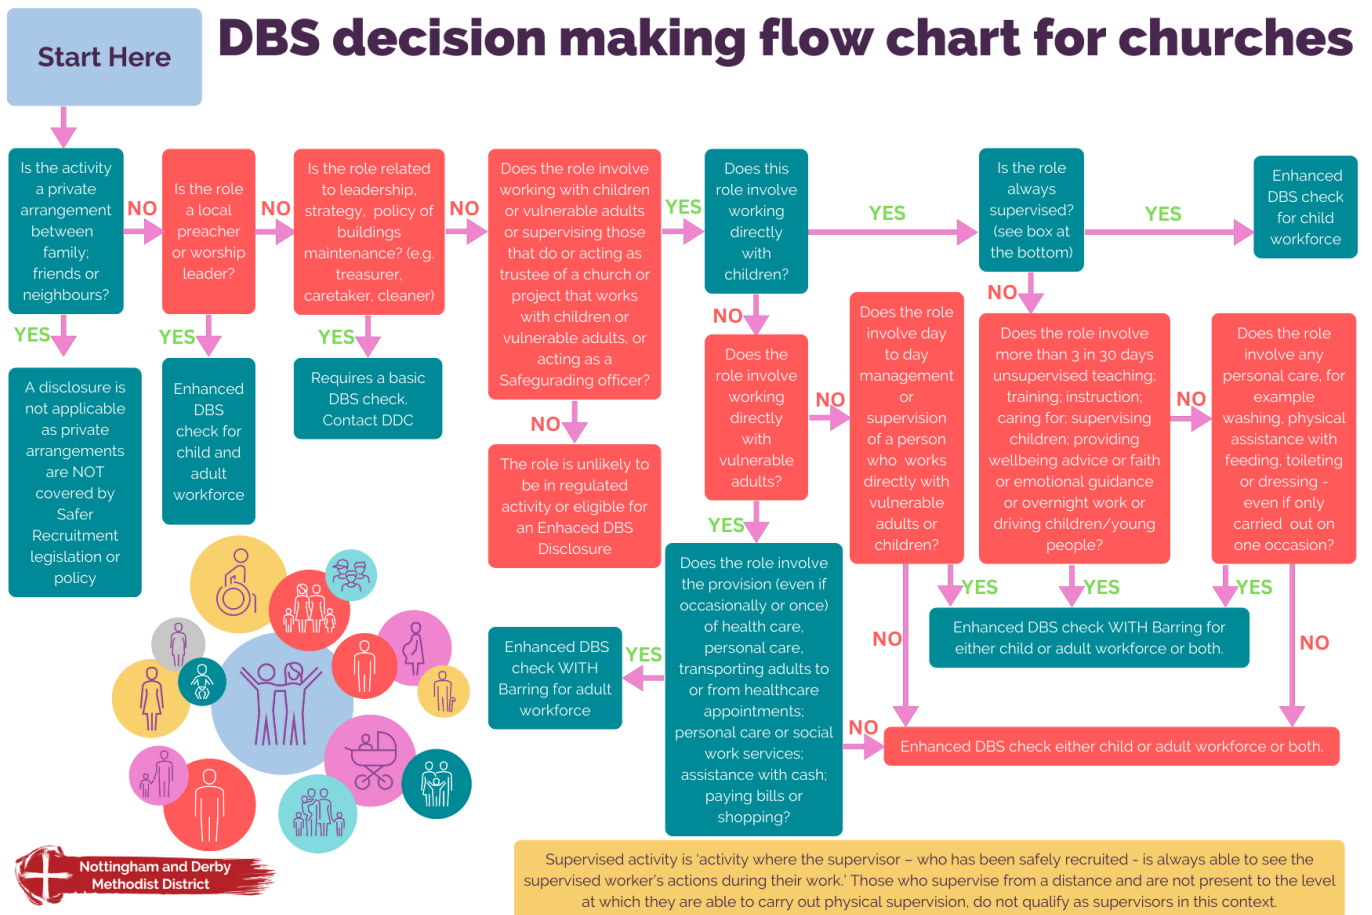 Start Here
DBS decision making flow chart for churches
Is the activity
a private
arrangement
between
family;
friends or
neighbours?
NO
Is the role
a local
preacher
or worship
leader?
NO
Is the role related
to leadership,
strategy, policy of
buildings
maintenance? (e.g.
treasurer,
caretaker, cleaner)
NO
Does the role involve
working with children
or vulnerable adults
or supervising those
that do or acting as
trustee of a church or
project that works
with children or
vulnerable adults, or
acting as a
Safegurading officer?
YES
Does this
role involve
working
directly
with
children?
YES
Is the role
always
supervised?
(see box at
the bottom)
YES
Enhanced
DBS check
for child
workforce
YES
A disclosure is
not applicable
as private
arrangements
are NOT
covered by
Safer
Recruitment
legislation or
policy
YES
Enhanced
DBS
check for
child and
adult
workforce
YES
Requires a basic
DBS check.
Contact DDC
NO
The role is unlikely to
be in regulated
activity or eligible for
an Enhaced DBS
Disclosure
NO
Does the
role involve
working
directly
with
vulnerable
adults?
NO
Does the role
involve day
to day
management
or
supervision
of a person
who works
directly with
vulnerable
adults or
children?
NO
Does the role involve
more than 3 in 30 days
unsupervised teaching;
training; instruction;
caring for; supervising
children; providing
wellbeing advice or faith
or emotional guidance
or overnight work or
driving children/young
people?
NO
Does the role
involve any
personal care, for
example
washing, physical
assistance with
feeding, toileting
or dressing -
even if only
carried out on
one occasion?
YES
Does the role involve
the provision (even if
occasionally or once)
of health care,
personal care,
transporting adults to
or from healthcare
appointments;
personal care or social
work services;
assistance with cash;
paying bills or
shopping?
YES
Enhanced DBS
check WITH
Barring for adult
workforce
NO
YES
YES
YES
Enhanced DBS check WITH Barring for
either child or adult workforce or both.
NO
NO
Enhanced DBS check either child or adult workforce or both.
Nottingham and Derby
Methodist District
Supervised activity is 'activity where the supervisor – who has been safely recruited - is always able to see the
supervised worker's actions during their work.' Those who supervise from a distance and are not present to the level
at which they are able to carry out physical supervision, do not qualify as supervisors in this context.